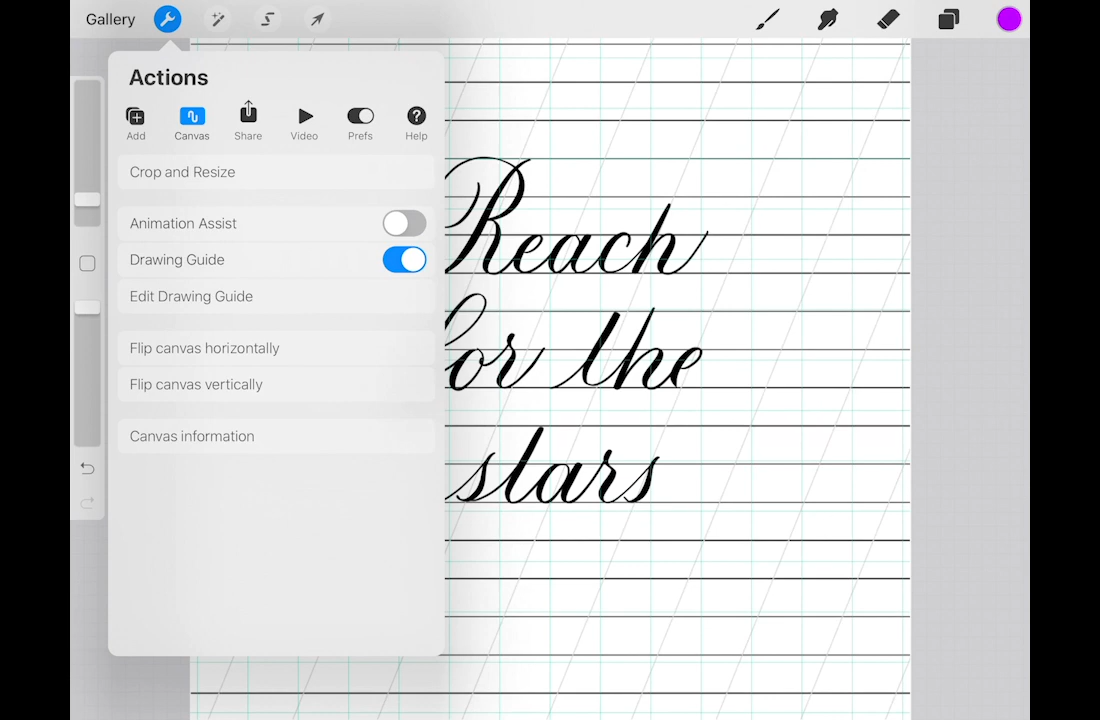 Gallery
Actions
Add Canvas Share Video Prefs Help
Crop and Resize
Animation Assist
Drawing Guide
Edit Drawing Guide
Flip canvas horizontally
Flip canvas vertically
Canvas information
Reach
for the
stars